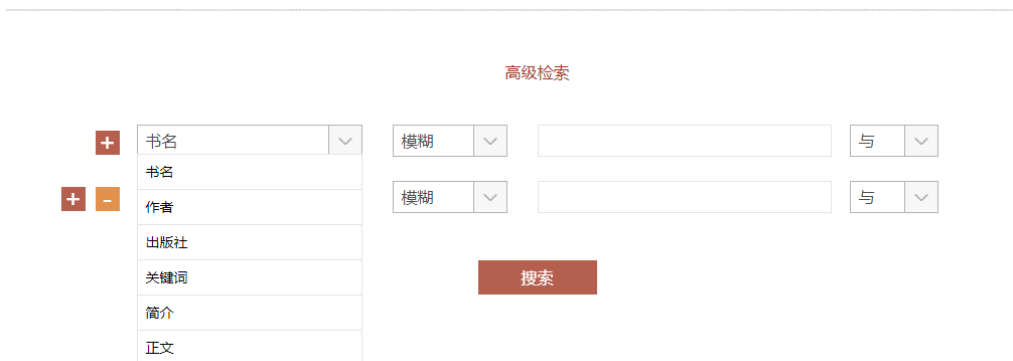 高级检索
+ 书名 模糊 与
书名
+ - 模糊 与
作者
出版社
关键词
搜索
简介
正文